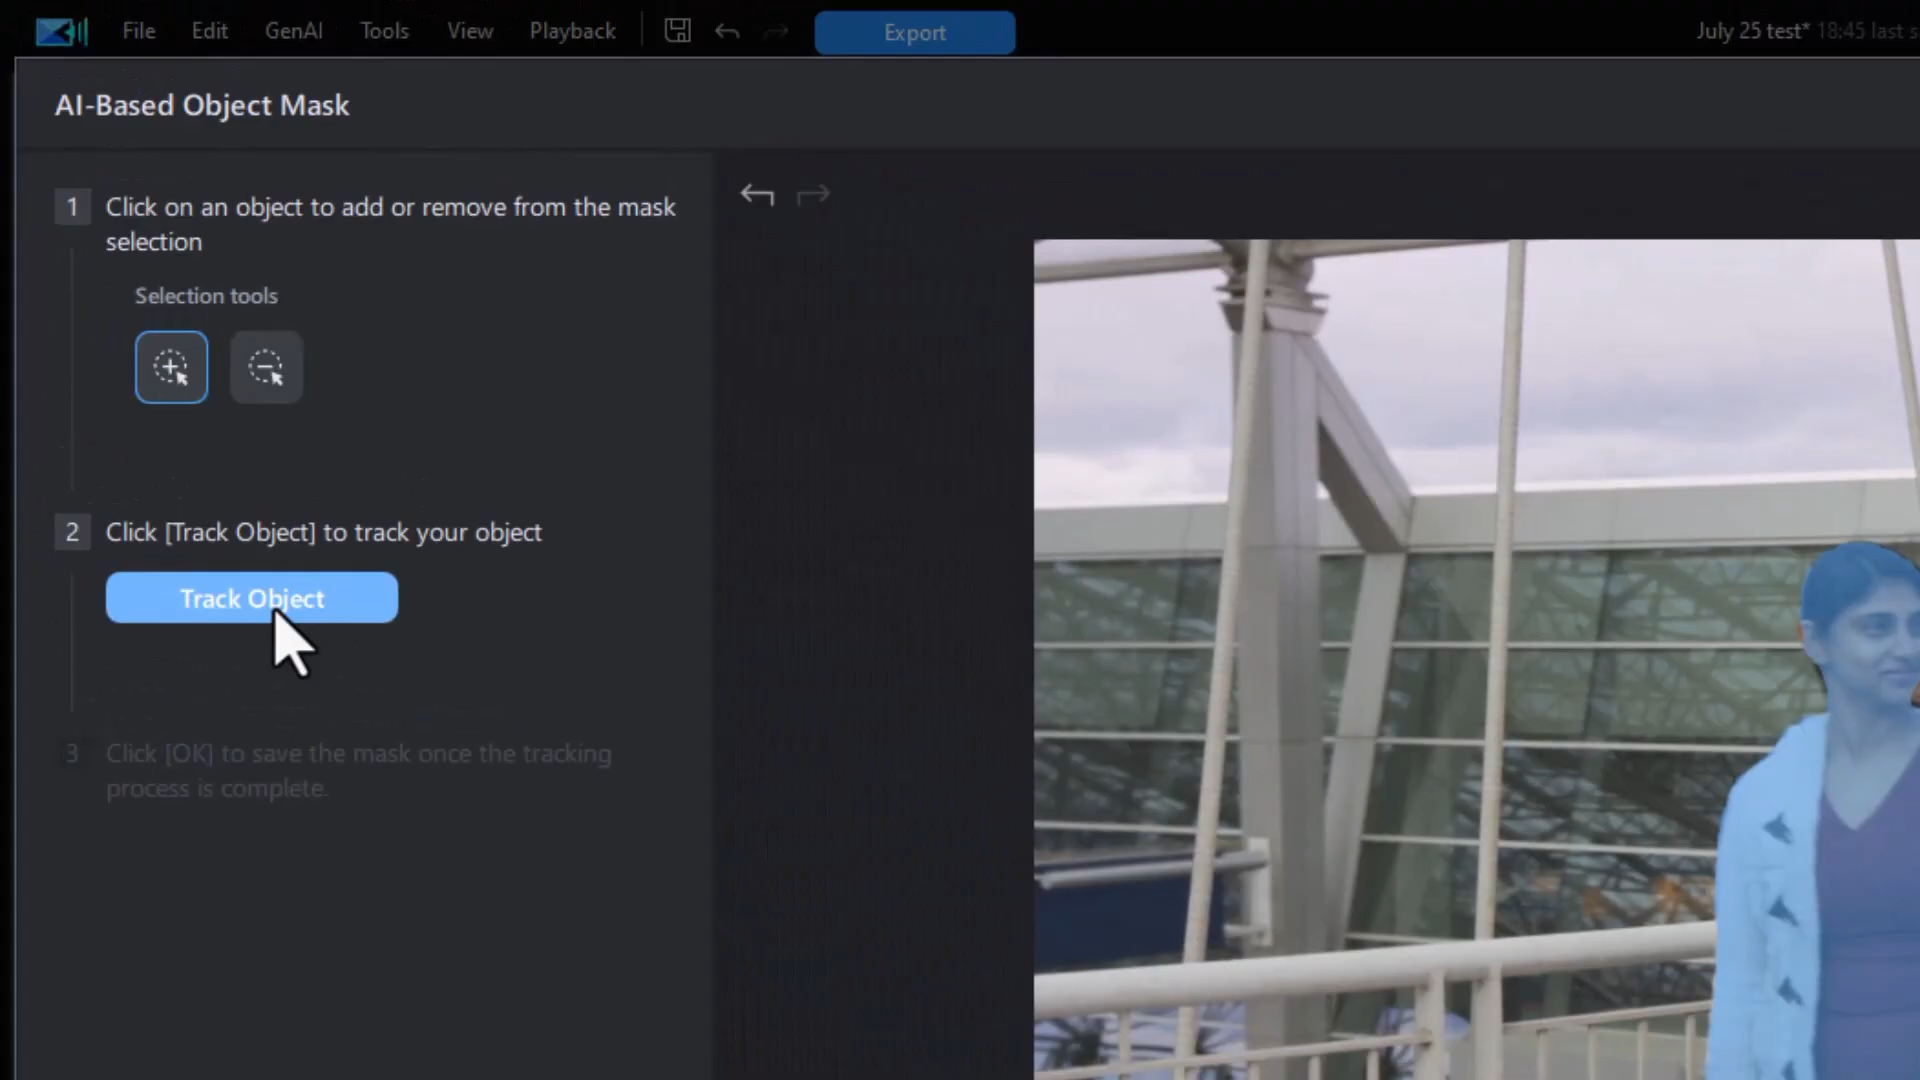 File Edit GenAI Tools View Playback Export July 25 test* 18:45 last s
AI-Based Object Mask
1 Click on an object to add or remove from the mask
selection
Selection tools
2 Click [Track Object] to track your object
Track Object
3 Click [OK] to save the mask once the tracking
process is complete.